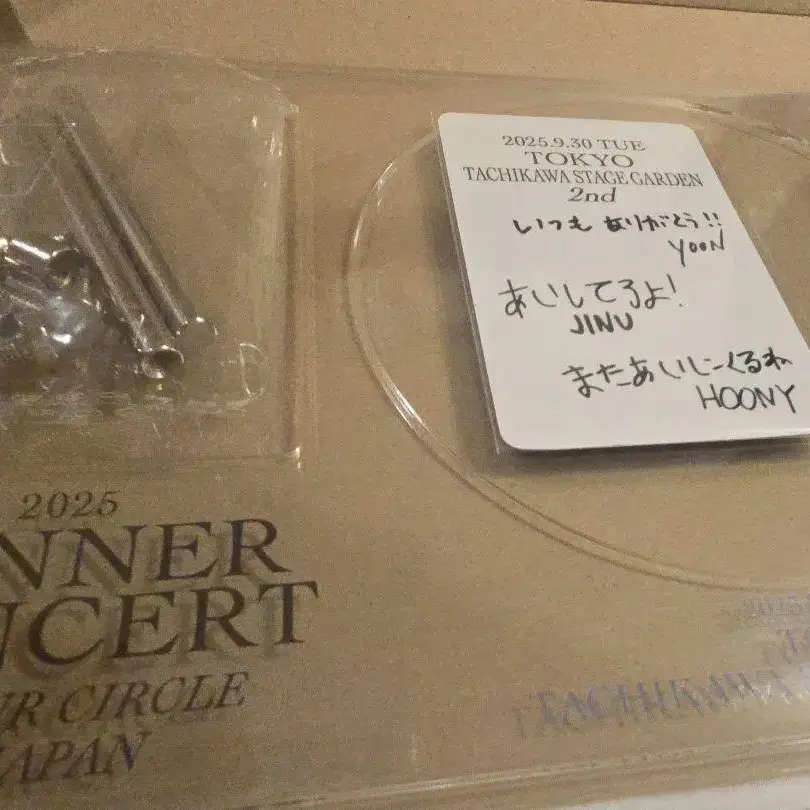 2025.9.30 TUE
TOKYO
TACHIKAWA STAGE GARDEN
2nd
いつも ありがとう!!
YOON
あいしてるよ!
JINU
またあいにくるね
HOONY
2025
NNER
NCERT
CIRCLE
JAPAN
TACHIKAWA